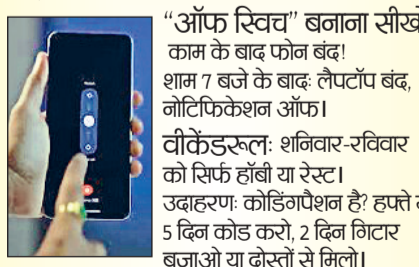 “ऑफ स्विच” बनाना सीखें
काम के बाद फोन बंद!
शाम 7 बजे के बादः लैपटॉप बंद,
नोटिफिकेशन ऑफ।
वीकेंडरूलः शनिवार-रविवार
को सिर्फ हॉबी या रेस्ट।
उदाहरणः कोडिंगपैशन है? हफ्ते
5 दिन कोड करो, 2 दिन गिटार
बजाओ या दोस्तों से मिलो।